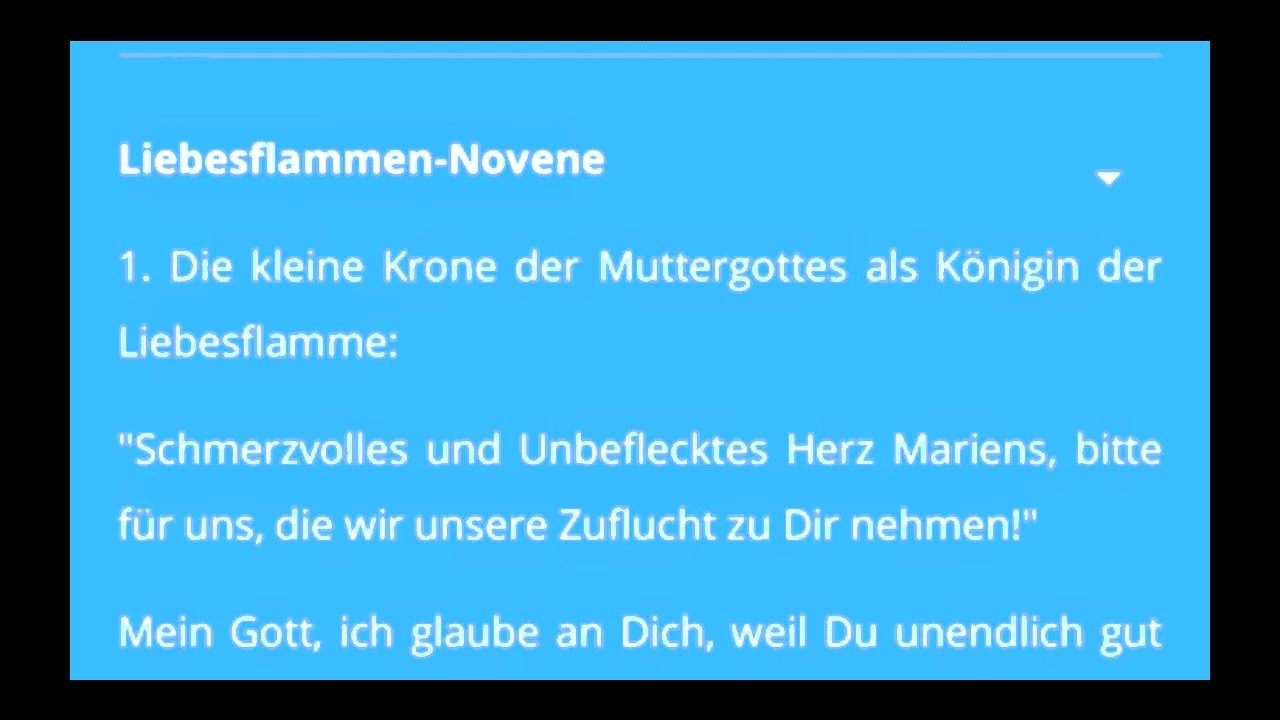 Liebesflammen-Novene
1. Die kleine Krone der Muttergottes als Königin der
Liebesflamme:
"Schmerzvolles und Unbeflecktes Herz Mariens, bitte
für uns, die wir unsere Zuflucht zu Dir nehmen!"
Mein Gott, ich glaube an Dich, weil Du unendlich gut